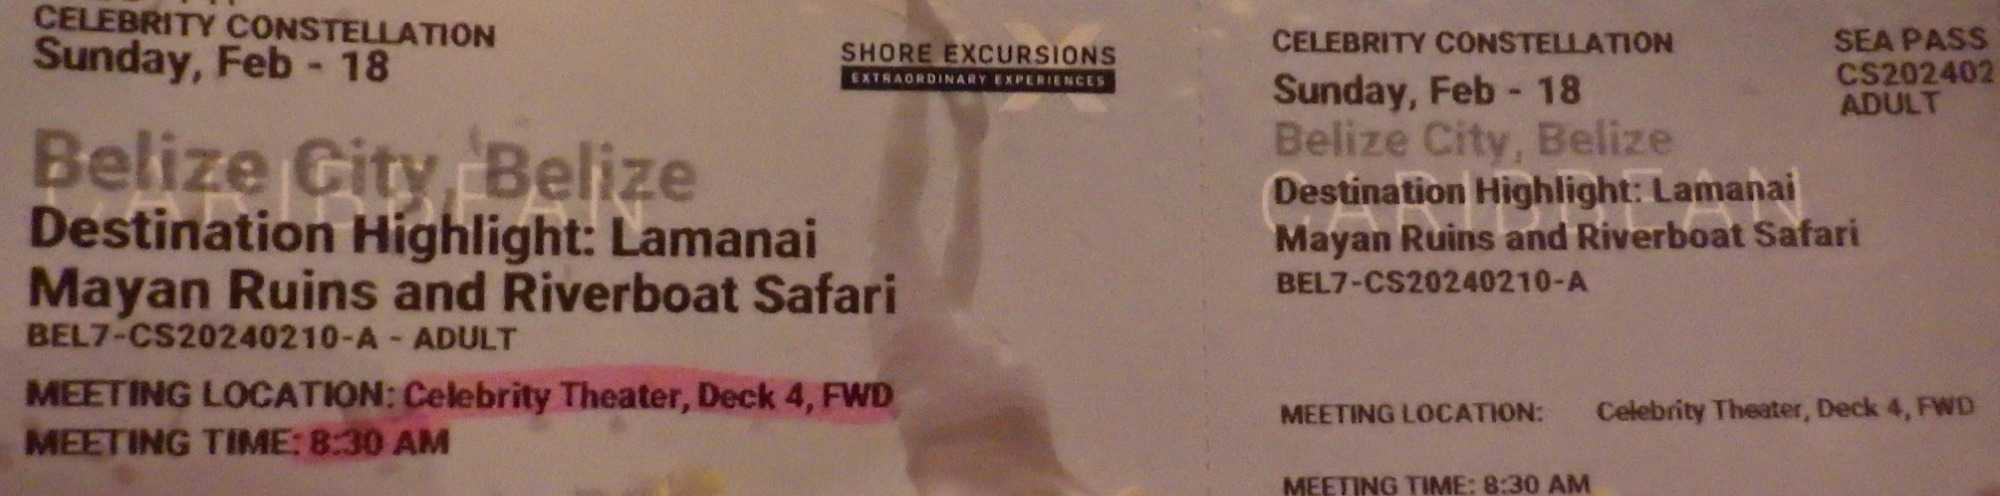 CELEBRITY CONSTELLATION
Sunday, Feb - 18
SHORE EXCURSIONS
EXTRAORDINARY EXPERIENCES
Belize City, Belize
CARIBBEAN
Destination Highlight: Lamanai
Mayan Ruins and Riverboat Safari
BEL7-CS20240210-A - ADULT
MEETING LOCATION: Celebrity Theater, Deck 4, FWD
MEETING TIME: 8:30 AM
CELEBRITY CONSTELLATION
Sunday, Feb - 18
Belize City, Belize
CARIBBEAN
Destination Highlight: Lamanai
Mayan Ruins and Riverboat Safari
BEL7-CS20240210-A
MEETING LOCATION: Celebrity Theater, Deck 4, FWD
MEETING TIME: 8:30 AM
SEA PASS
CS202402
ADULT